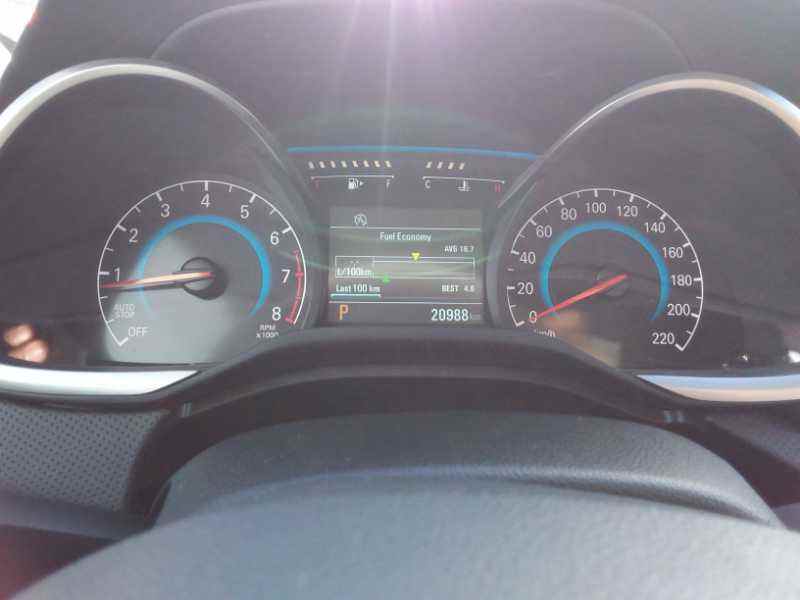 E F
C H
Fuel Economy
AVG 16.7
L/100km
Last 100 km BEST 4.6
P 20988 km
1 2 3 4 5 6 7 8
AUTO
STOP
OFF
RPM
x1000
0 20 40 60 80 100 120 140 160 180 200 220
km/h